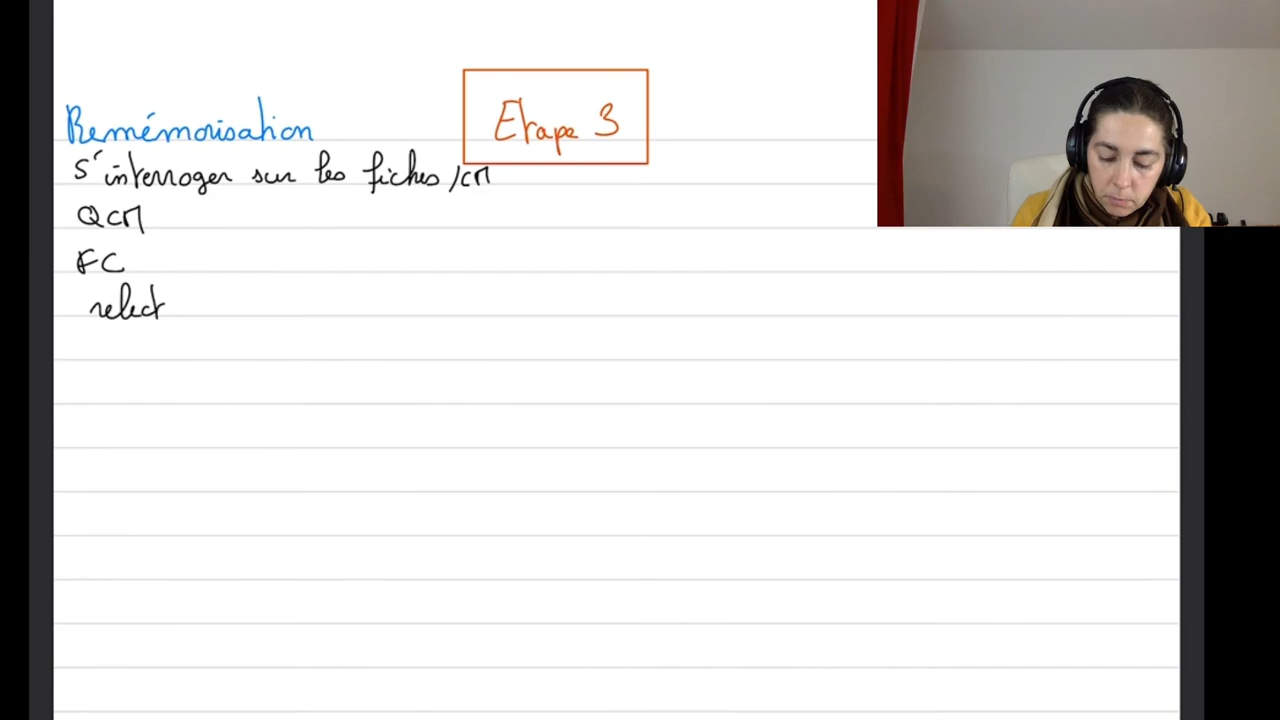 Etape 3
Remémorisation
S'interroger sur les fiches / CM
QCM
FC
relect